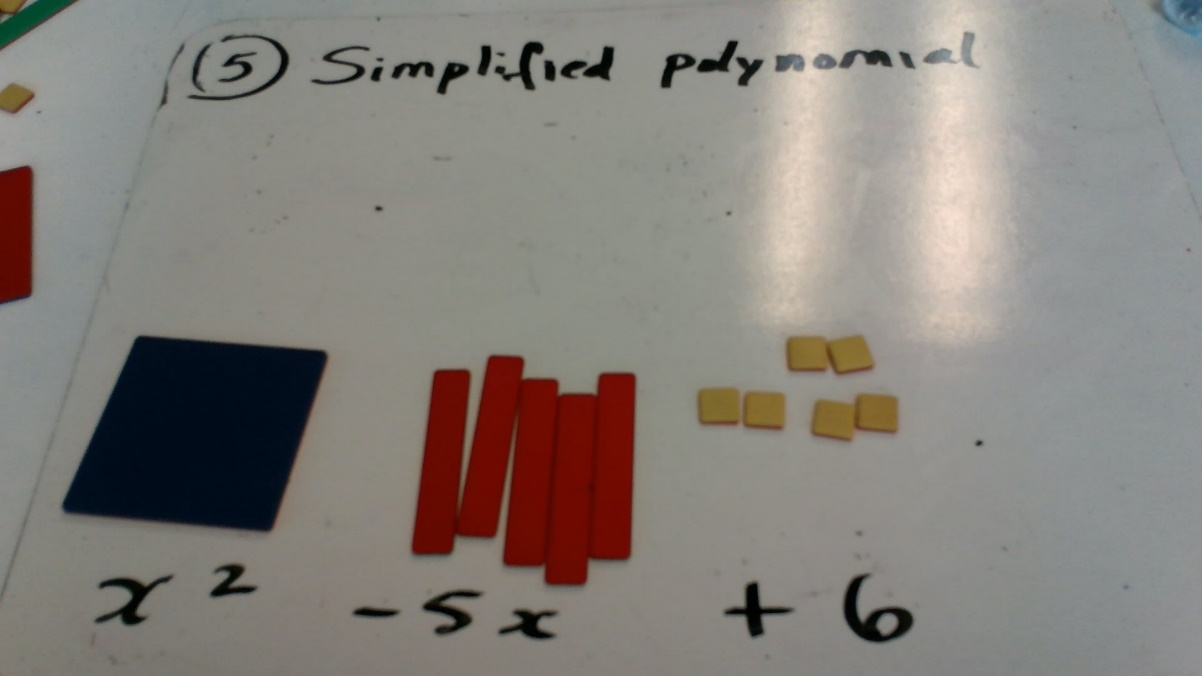 ⑤ Simplified polynomial
x² - 5x + 6